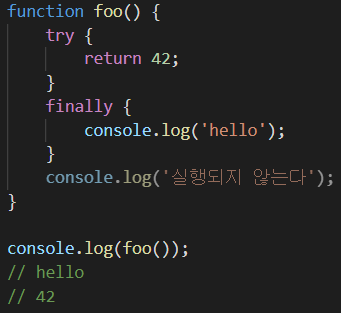 function foo() {
    try {
        return 42;
    }
    finally {
        console.log('hello');
    }
    console.log('실행되지 않는다');
}

console.log(foo());
// hello
// 42